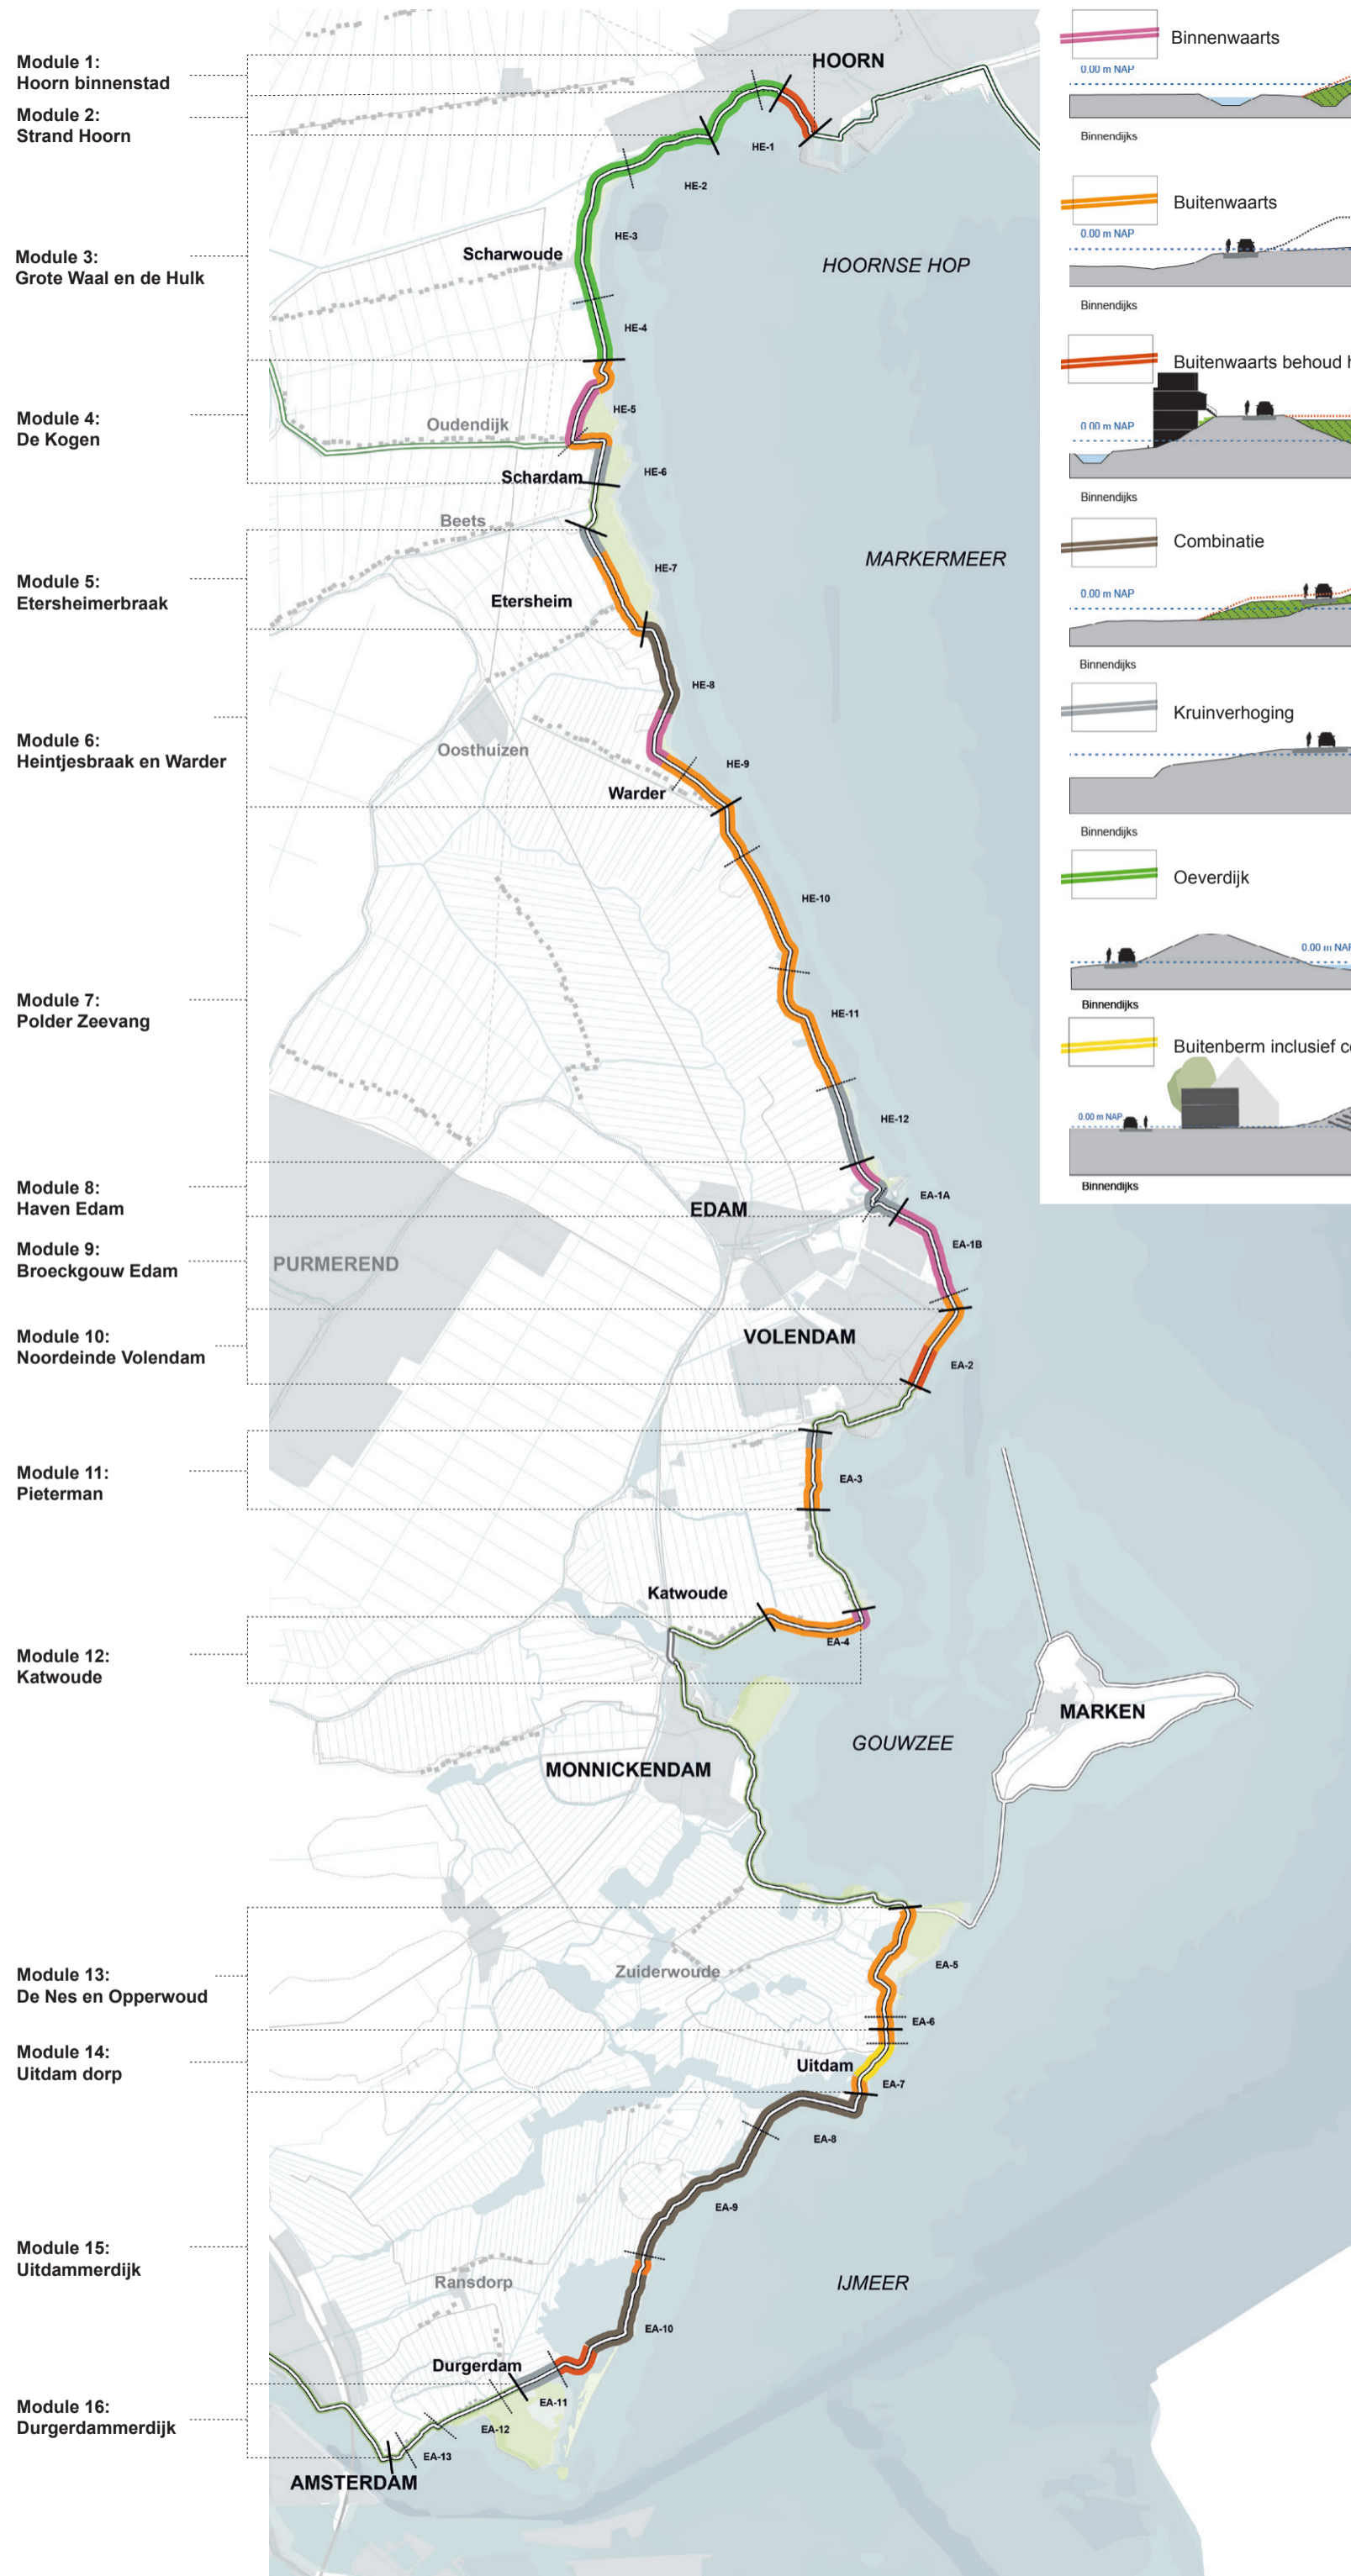 Module 1:
Hoorn binnenstad
Module 2:
Strand Hoorn
Module 3:
Grote Waal en de Hulk
Module 4:
De Kogen
Module 5:
Etersheimerbraak
Module 6:
Heintjesbraak en Warder
Module 7:
Polder Zeevang
Module 8:
Haven Edam
Module 9:
Broeckgouw Edam
Module 10:
Noordeinde Volendam
Module 11:
Pieterman
Module 12:
Katwoude
Module 13:
De Nes en Opperwoud
Module 14:
Uitdam dorp
Module 15:
Uitdammerdijk
Module 16:
Durgerdammerdijk
HOORN
HE-1
HE-2
HE-3
Scharwoude
HOORNSE HOP
HE-4
HE-5
Oudendijk
HE-6
Schardam
Beets
MARKERMEER
HE-7
Etersheim
HE-8
Oosthuizen
HE-9
Warder
HE-10
HE-11
HE-12
EA-1A
EDAM
EA-1B
PURMEREND
VOLENDAM
EA-2
EA-3
Katwoude
EA-4
MARKEN
GOUWZEE
MONNICKENDAM
EA-5
Zuiderwoude
EA-6
Uitdam
EA-7
EA-8
EA-9
Ransdorp
IJMEER
EA-10
Durgerdam
EA-11
EA-12
EA-13
AMSTERDAM
Binnenwaarts
0.00 m NAP
Binnendijks
Buitenwaarts
0.00 m NAP
Binnendijks
Buitenwaarts behoud
0.00 m NAP
Binnendijks
Combinatie
0.00 m NAP
Binnendijks
Kruinverhoging
Binnendijks
Oeverdijk
0.00 m NAP
Binnendijks
Buitenberm inclusief
0.00 m NAP
Binnendijks